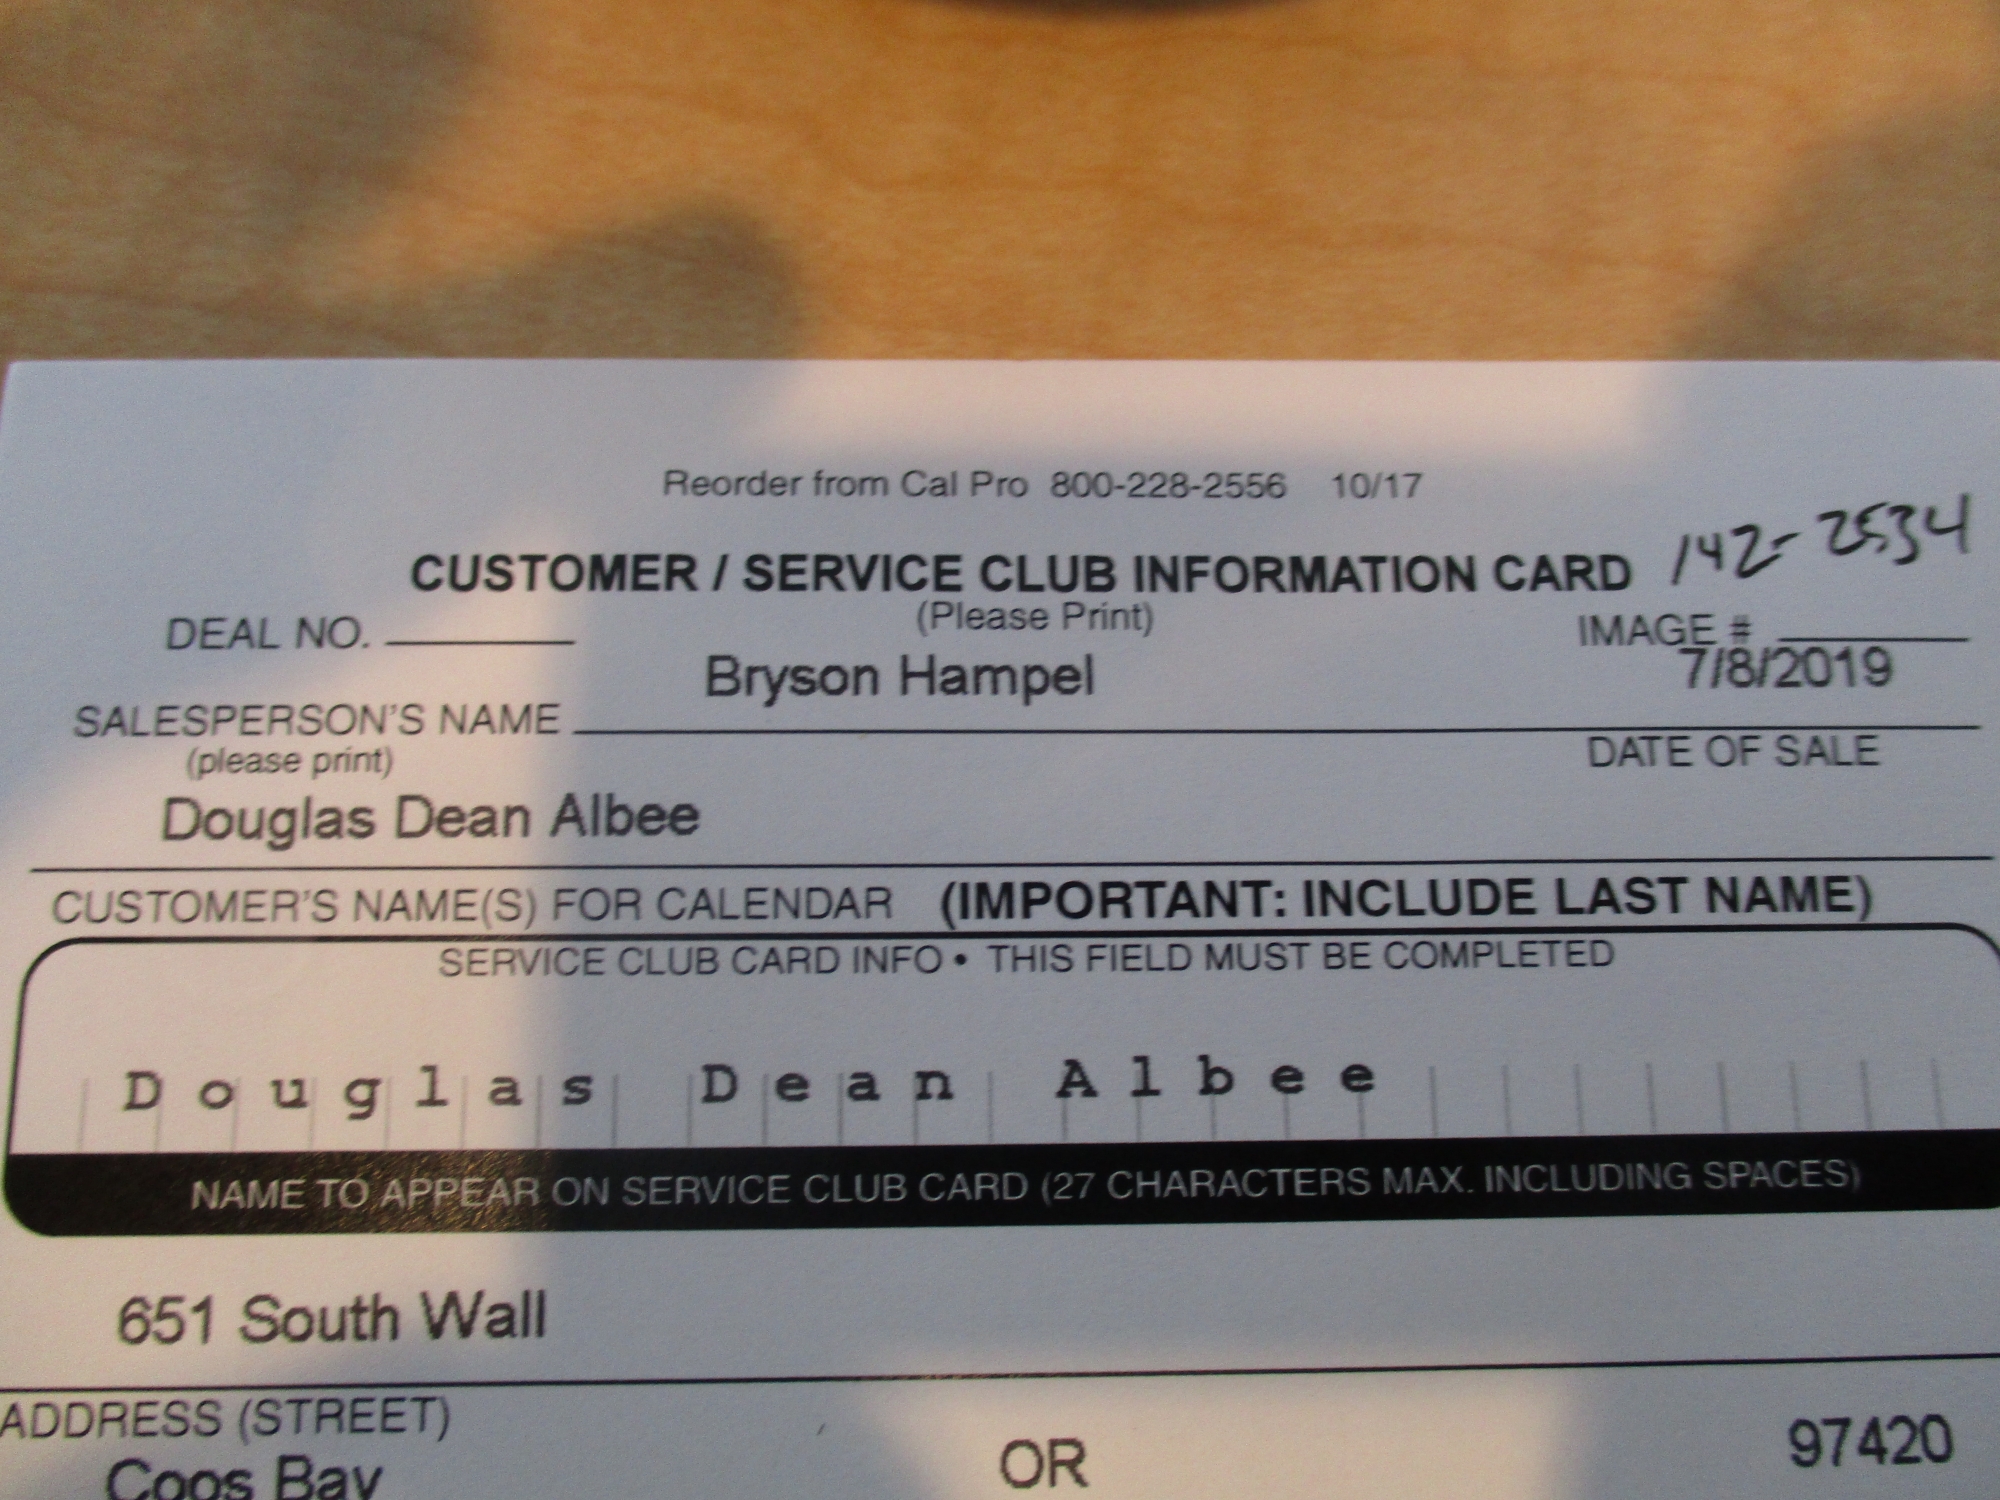 Reorder from Cal Pro 800-228-2556 10/17
CUSTOMER / SERVICE CLUB INFORMATION CARD 142-2534
(Please Print)
DEAL NO. IMAGE #
Bryson Hampel 7/8/2019
SALESPERSON'S NAME DATE OF SALE
(please print)
Douglas Dean Albee
CUSTOMER'S NAME(S) FOR CALENDAR (IMPORTANT: INCLUDE LAST NAME)
SERVICE CLUB CARD INFO • THIS FIELD MUST BE COMPLETED
Douglas Dean Albee
NAME TO APPEAR ON SERVICE CLUB CARD (27 CHARACTERS MAX. INCLUDING SPACES)
651 South Wall
ADDRESS (STREET)
Coos Bay OR 97420